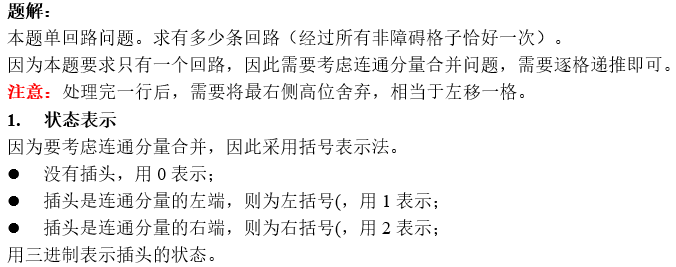 题解：
本题单回路问题。求有多少条回路（经过所有非障碍格子恰好一次）。
因为本题要求只有一个回路，因此需要考虑连通分量合并问题，需要逐格递推即可。
注意：处理完一行后，需要将最右侧高位舍弃，相当于左移一格。
1. 状态表示
因为要考虑连通分量合并，因此采用括号表示法。
● 没有插头，用 0 表示；
● 插头是连通分量的左端，则为左括号(，用 1 表示；
● 插头是连通分量的右端，则为右括号(，用 2 表示；
用三进制表示插头的状态。